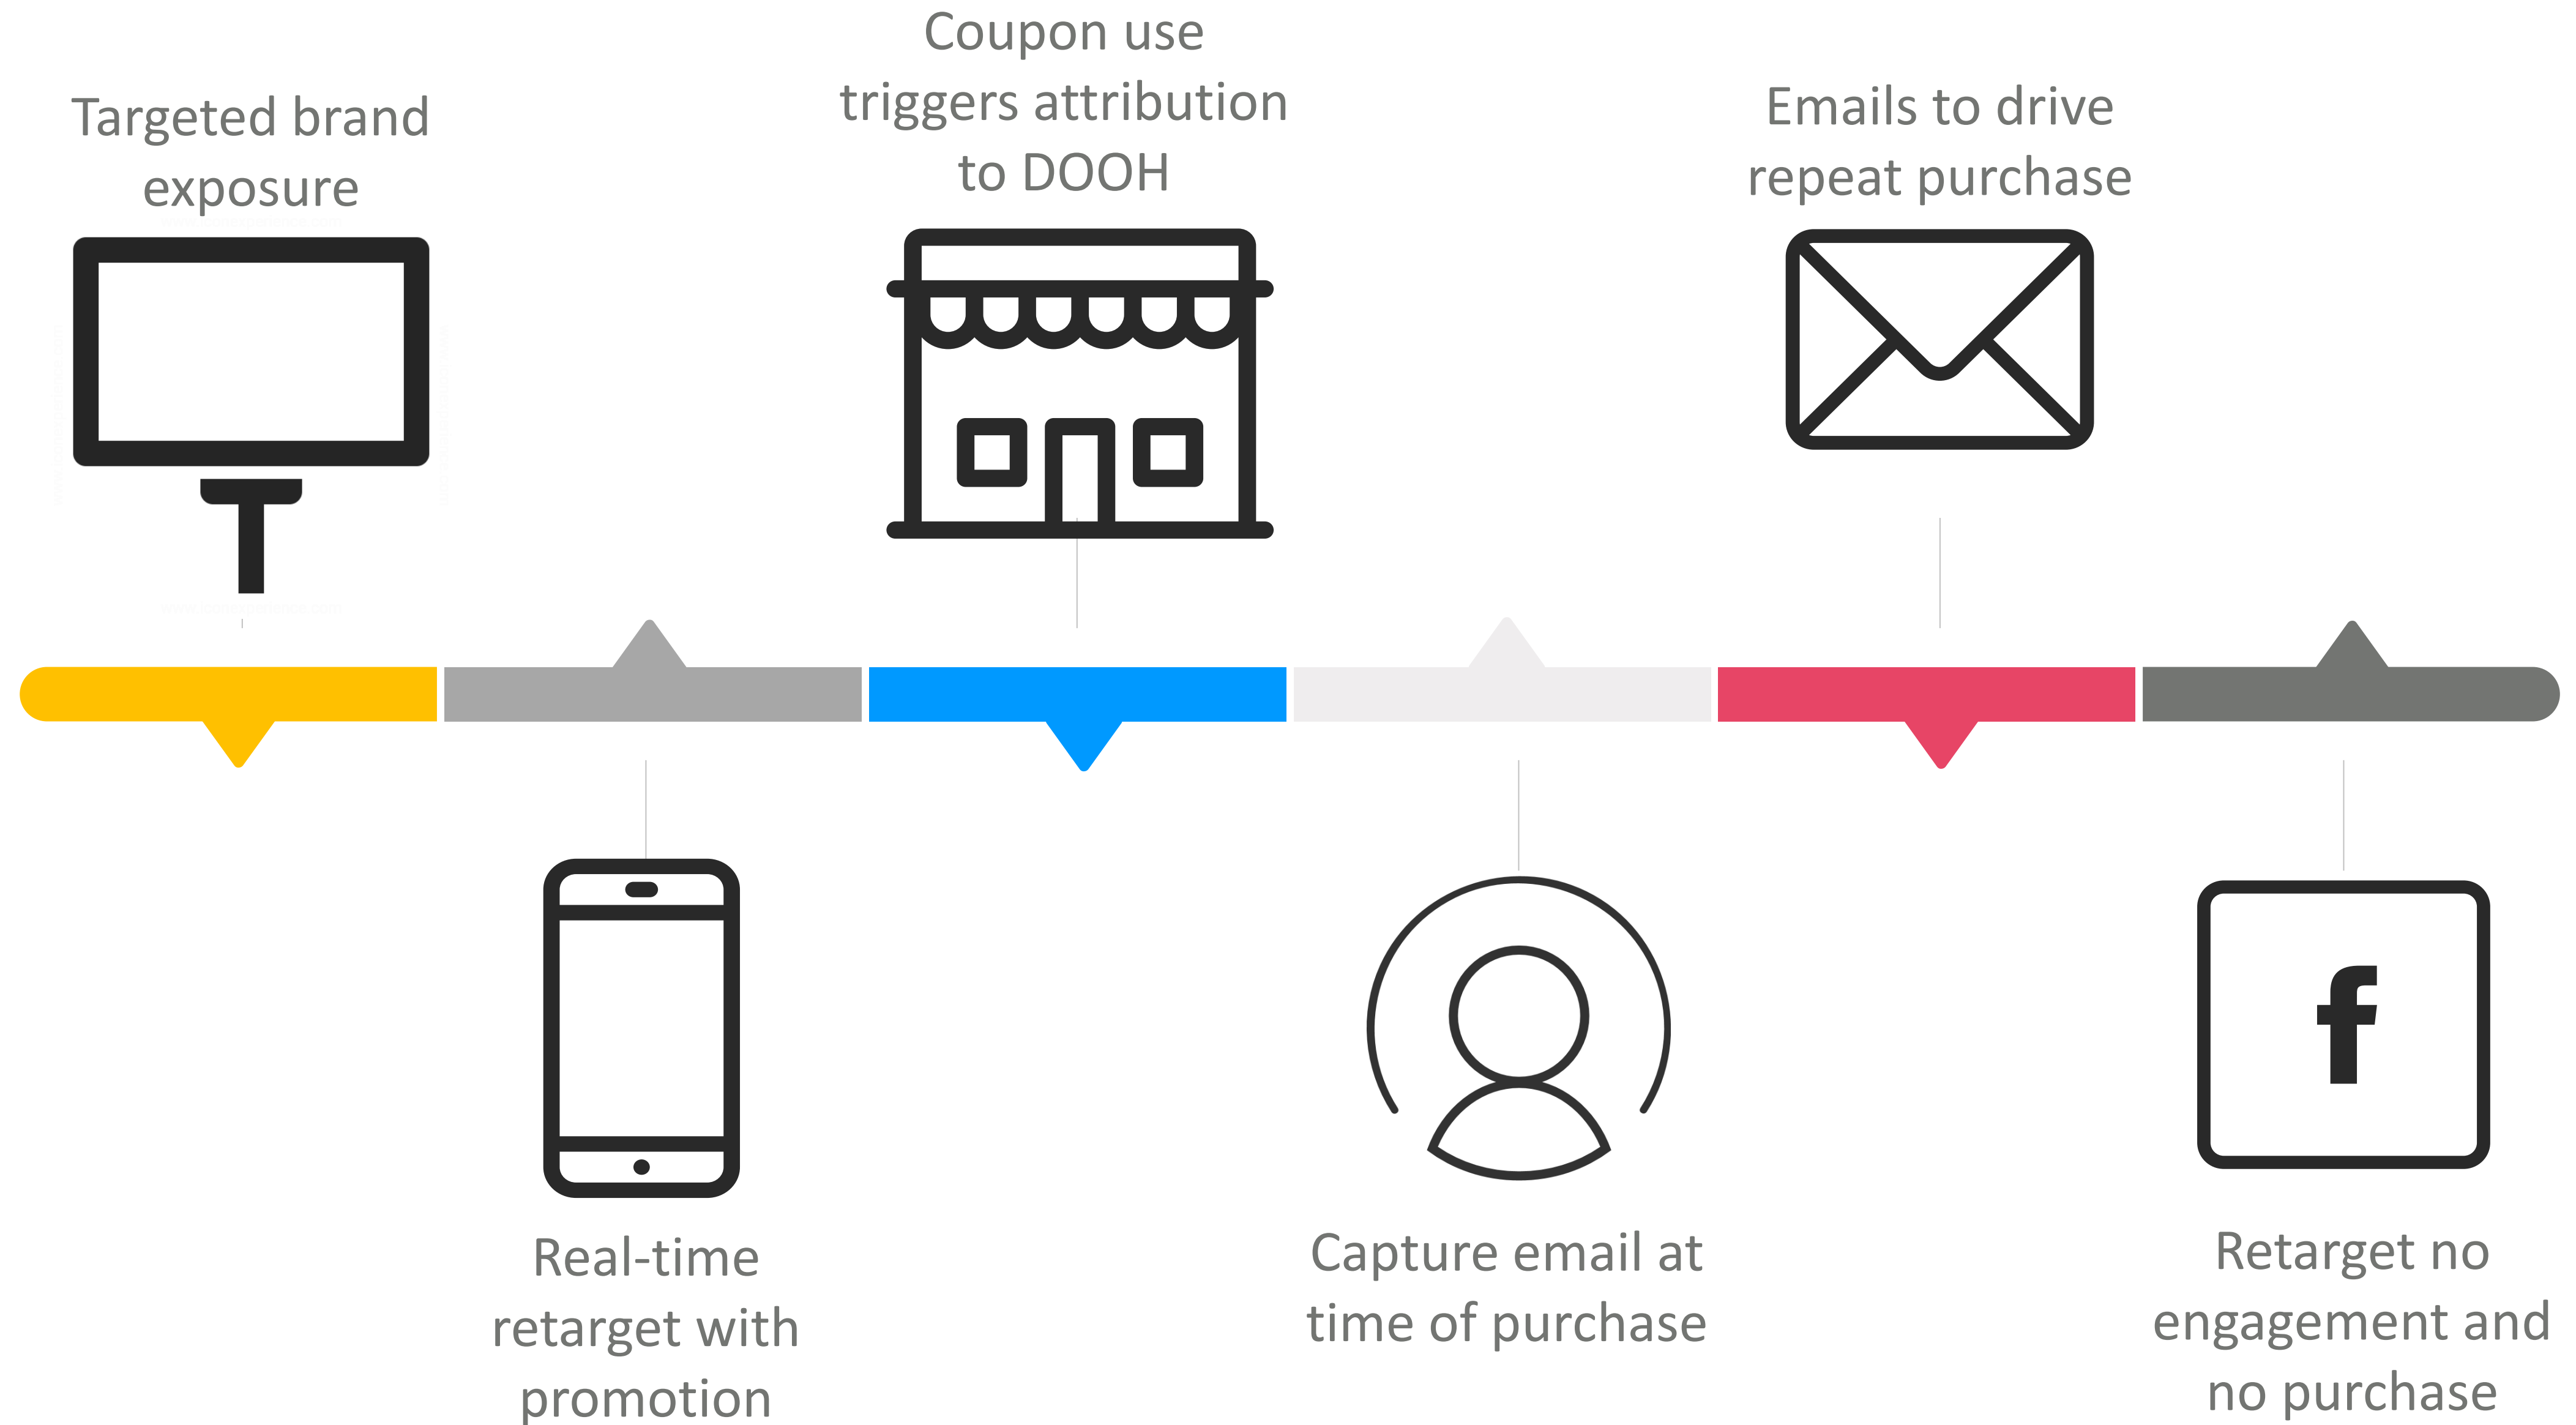 Targeted brand
exposure
Real-time
retarget with
promotion
Coupon use
triggers attribution
to DOOH
Capture email at
time of purchase
Emails to drive
repeat purchase
f
Retarget no
engagement and
no purchase